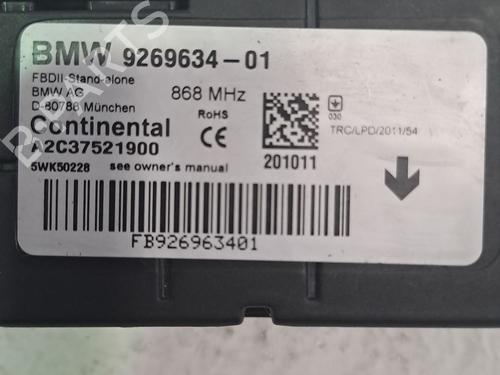 BMW 9269634-01
FBDII-Stand-alone
BMW AG
D-80788 München
868 MHz
RoHS
Continental
CE
A2C37521900
5WK50228 see owner's manual
201011
030
TRC/LPD/2011/54
FB926963401